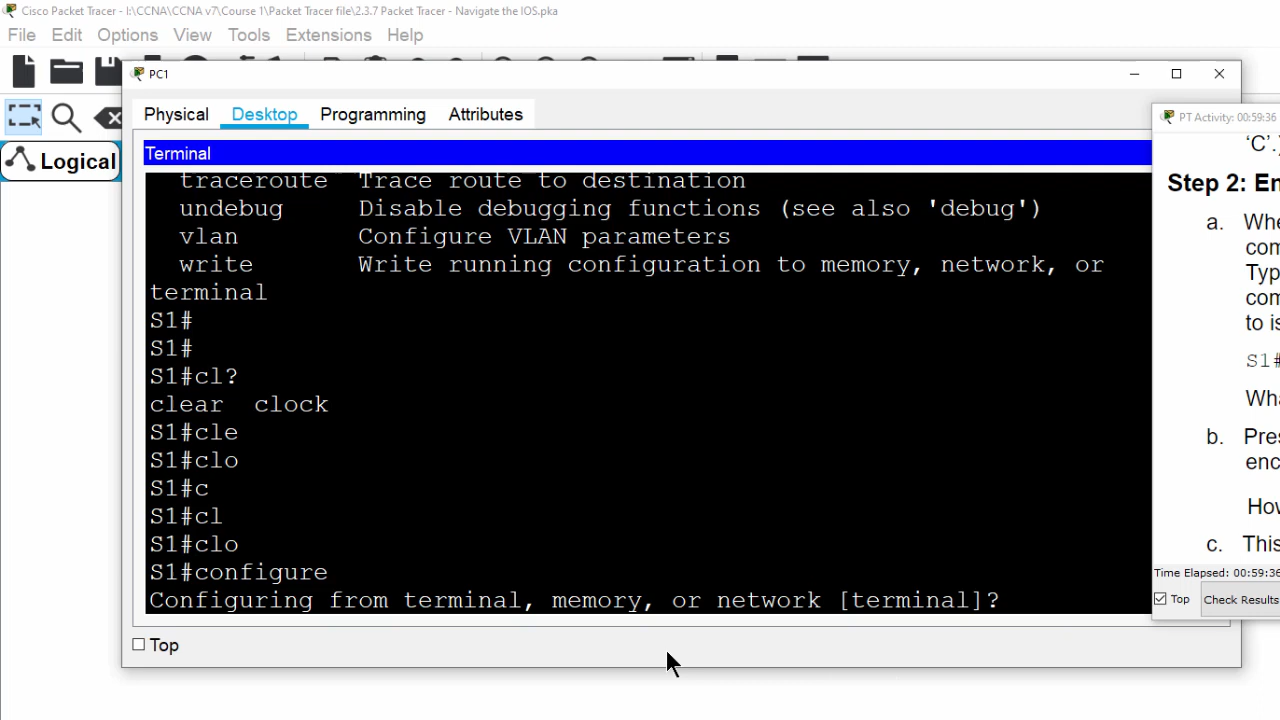 Cisco Packet Tracer - I:\CCNA\CCNA v7\Course 1\Packet Tracer file\2.3.7 Packet Tracer - Navigate the IOS.pka
File Edit Options View Tools Extensions Help
PC1
Physical Desktop Programming Attributes
Logical
Terminal
traceroute Trace route to destination
undebug Disable debugging functions (see also 'debug')
vlan Configure VLAN parameters
write Write running configuration to memory, network, or
terminal
S1#
S1#
S1#cl?
clear clock
S1#cle
S1#clo
S1#c
S1#cl
S1#clo
S1#configure
Configuring from terminal, memory, or network [terminal]?
Top
PT Activity: 00:59:36
'C'.)
Step 2: En
a. Whe
com
Typ
com
to is
S1#
Wha
b. Pres
enc
How
c. This
Time Elapsed: 00:59:36
Top Check Results